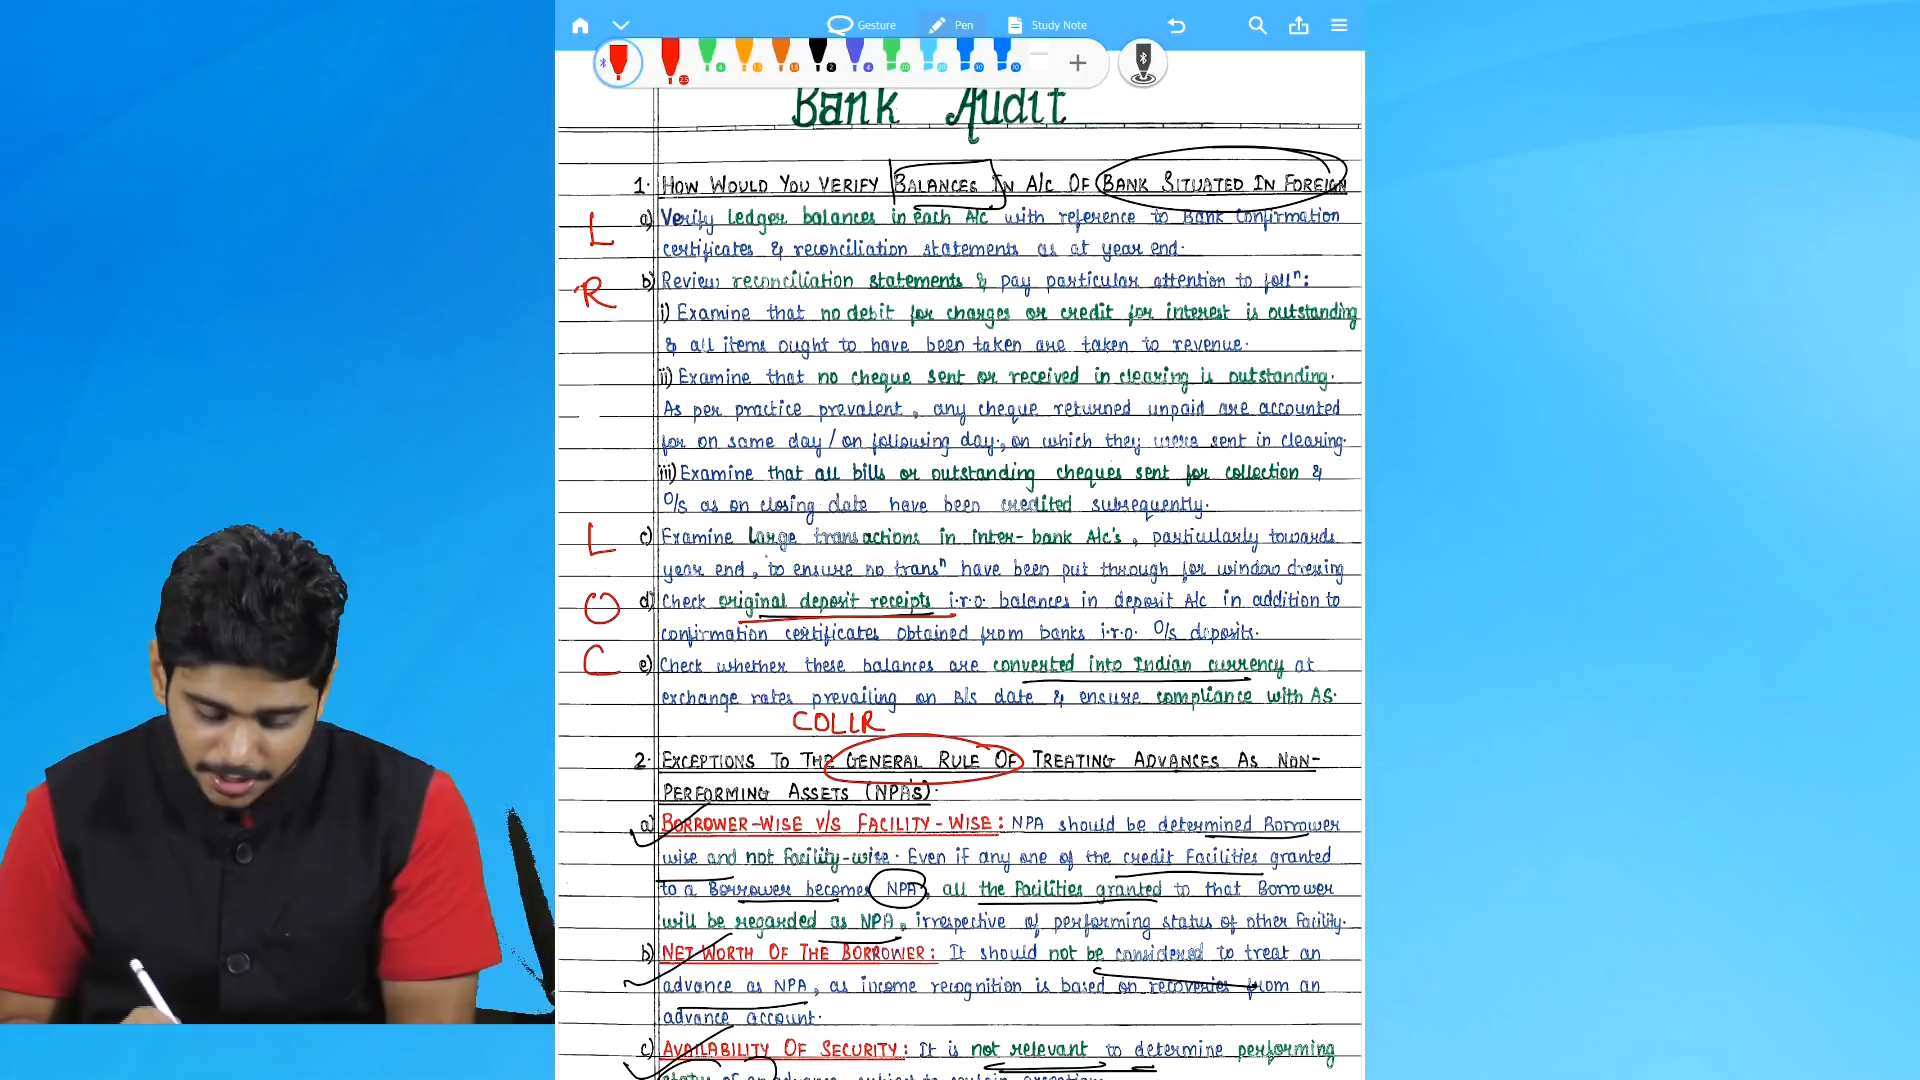 Gesture Pen Study Note
Bank Audit
1. HOW WOULD YOU VERIFY BALANCES IN A/C OF BANK SITUATED IN FOREIGN
L a) Verify Ledger balances in each A/c with reference to Bank Confirmation
certificates & reconciliation statements as at year end.
R b) Review reconciliation statements & pay particular attention to follⁿ:
i) Examine that no debit for charges or credit for interest is outstanding
& all items ought to have been taken are taken to revenue.
ii) Examine that no cheque sent or received in clearing is outstanding.
As per practice prevalent, any cheque returned unpaid are accounted
for on same day / on following day, on which they were sent in clearing.
iii) Examine that all bills or outstanding cheques sent for collection &
O/s as on closing date have been credited subsequently.
L c) Examine large transactions in inter-bank A/c's, particularly towards
year end, to ensure no transⁿ have been put through for window dressing
O d) Check original deposit receipts i.r.o. balances in deposit A/c in addition to
confirmation certificates obtained from banks i.r.o. O/s deposits.
C e) Check whether these balances are converted into Indian currency at
exchange rates prevailing on B/s date & ensure compliance with AS.
COLLR
2. EXCEPTIONS TO THE GENERAL RULE OF TREATING ADVANCES AS NON-
PERFORMING ASSETS (NPA's).
a) BORROWER-WISE V/S FACILITY-WISE: NPA should be determined Borrower
wise and not facility-wise. Even if any one of the credit Facilities granted
to a Borrower becomes NPA, all the Facilities granted to that Borrower
will be regarded as NPA, irrespective of performing status of other Facility.
b) NET WORTH OF THE BORROWER: It should not be considered to treat an
advance as NPA, as income recognition is based on recoveries from an
advance account.
c) AVAILABILITY OF SECURITY: It is not relevant to determine performing